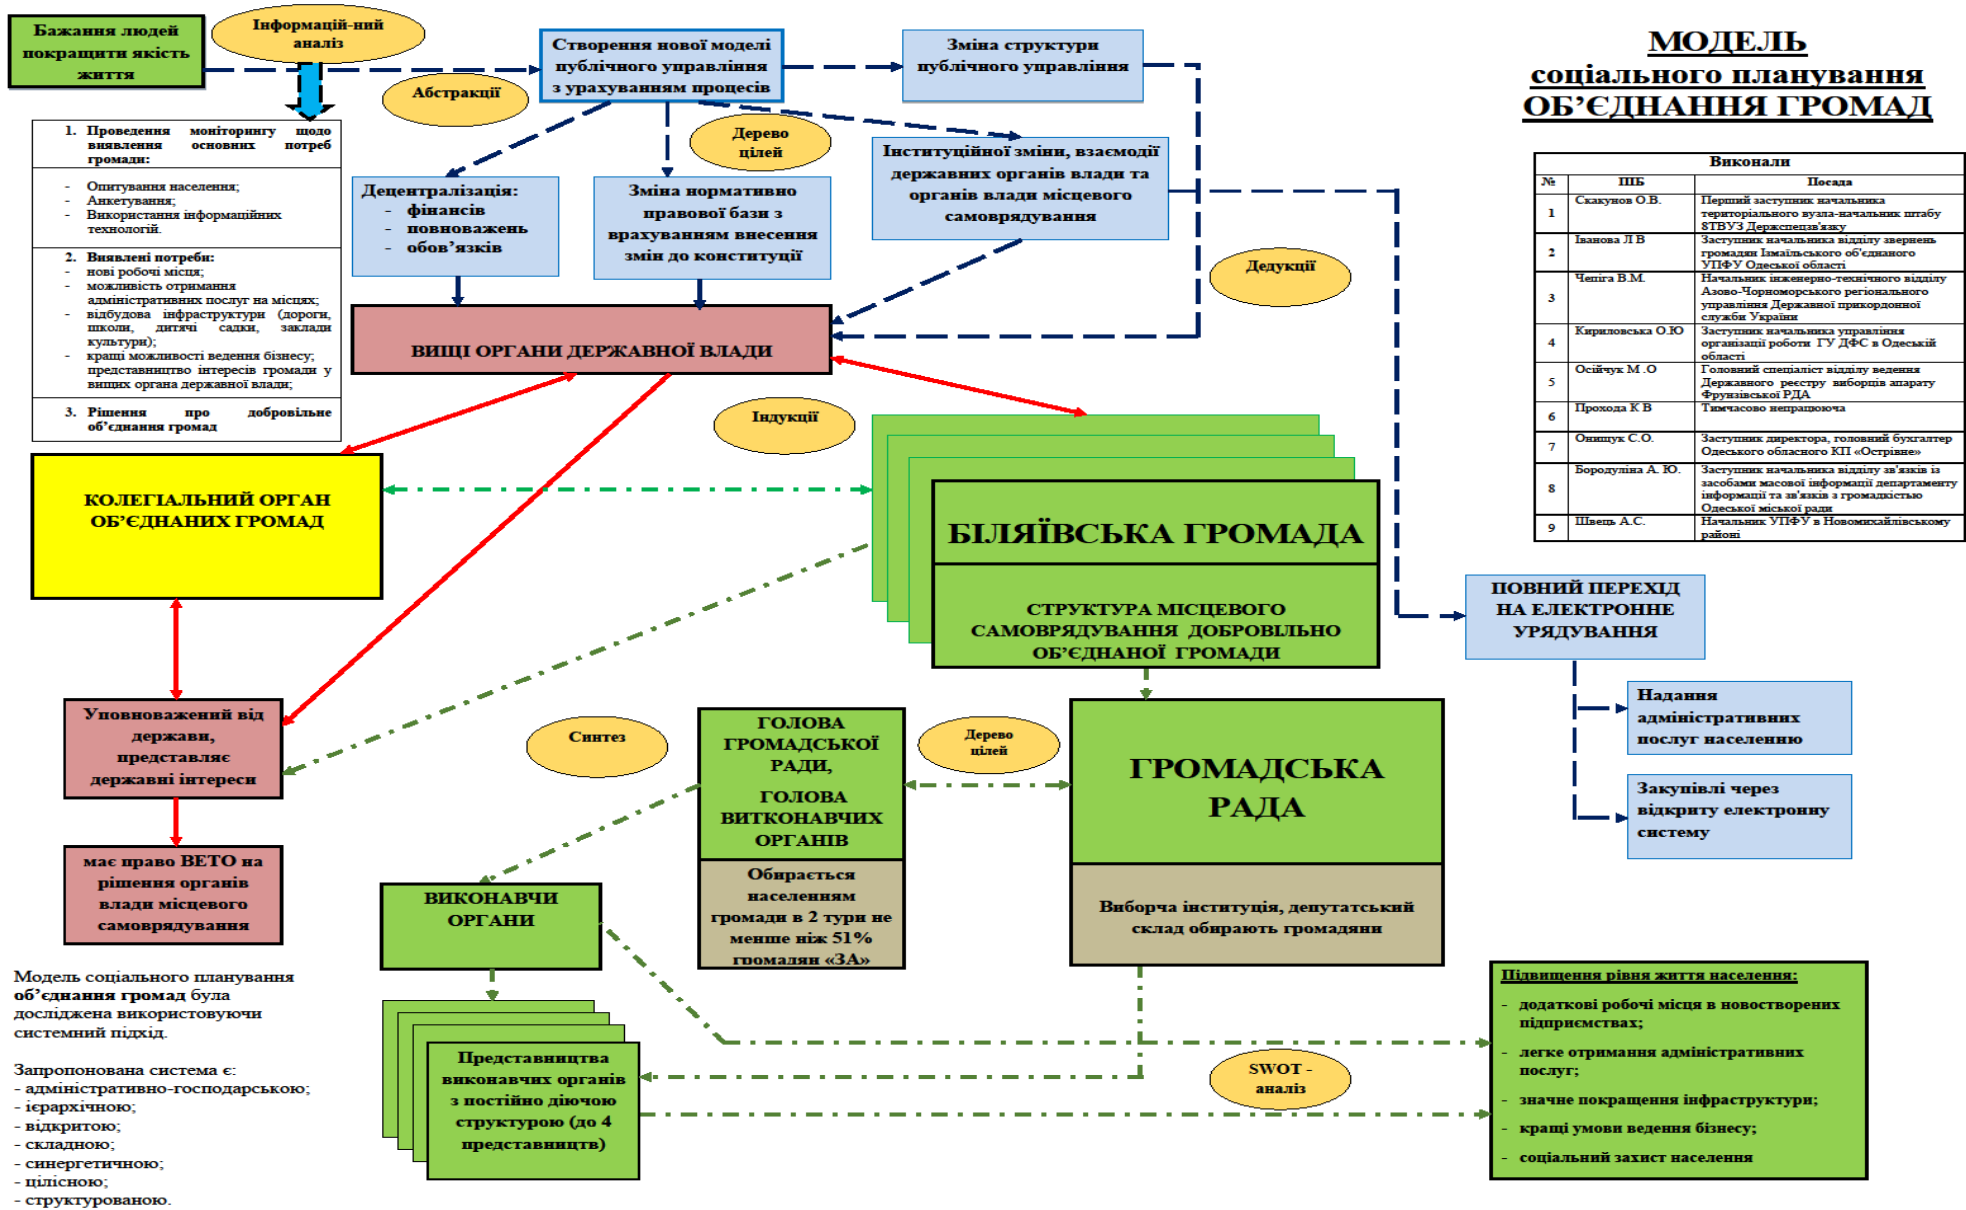 Бажання людей
покращити якість
життя
Інформацій-ний
аналіз
Абстракції
Створення нової моделі
публічного управління
з урахуванням процесів
Зміна структури
публічного управління
МОДЕЛЬ
соціального планування
ОБ’ЄДНАННЯ ГРОМАД
1. Проведення моніторингу щодо
виявлення основних потреб
громади:
- Опитування населення;
- Анкетування;
- Використання інформаційних
технологій.
2. Виявлені потреби:
- нові робочі місця;
- можливість отримання
адміністративних послуг на місцях;
- відбудова інфраструктури (дороги,
школи, дитячі садки, заклади
культури);
- кращі можливості ведення бізнесу;
- представництво інтересів громади у
вищих органа державної влади;
3. Рішення про добровільне
об’єднання громад
Дерево
цілей
Децентралізація:
- фінансів
- повноважень
- обов’язків
Зміна нормативно
правової бази з
врахуванням внесення
змін до конституції
Інституційної зміни, взаємодії
державних органів влади та
органів влади місцевого
самоврядування
Дедукції
ВИЩІ ОРГАНИ ДЕРЖАВНОЇ ВЛАДИ
Індукції
Виконали
№ ПІБ Посада
1 Скакунов О.В. Перший заступник начальника
територіального вузла-начальник штабу
8ТВУЗ Держспецзв'язку
2 Іванова Л В Заступник начальника відділу звернень
громадян Ізмаїльського об'єднаного
УПФУ Одеської області
3 Чепіга В.М. Начальник інженерно-технічного відділу
Азово-Чорноморського регіонального
управління Державної прикордонної
служби України
4 Кириловська О.Ю Заступник начальника управління
організації роботи ГУ ДФС в Одеській
області
5 Осійчук М .О Головний спеціаліст відділу ведення
Державного реєстру виборців апарату
Фрунзівської РДА
6 Прохода К В Тимчасово непрацююча
7 Онищук С.О. Заступник директора, головний бухгалтер
Одеського обласного КП «Острівне»
8 Бородуліна А. Ю. Заступник начальника відділу зв'язків із
засобами масової інформації департаменту
інформації та зв'язків з громадкістью
Одеської міської ради
9 Швець А.С. Начальник УПФУ в Новомихайлівському
районі
КОЛЕГІАЛЬНИЙ ОРГАН
ОБ’ЄДНАНИХ ГРОМАД
БІЛЯЇВСЬКА ГРОМАДА
СТРУКТУРА МІСЦЕВОГО
САМОВРЯДУВАННЯ ДОБРОВІЛЬНО
ОБ’ЄДНАНОЇ ГРОМАДИ
ПОВНИЙ ПЕРЕХІД
НА ЕЛЕКТРОННЕ
УРЯДУВАННЯ
Надання
адміністративних
послуг населенню
Закупівлі через
відкриту електронну
систему
Уповноважений від
держави,
представляє
державні інтереси
має право ВЕТО на
рішення органів
влади місцевого
самоврядування
Синтез
ГОЛОВА
ГРОМАДСЬКОЇ
РАДИ,
ГОЛОВА
ВИТКОНАВЧИХ
ОРГАНІВ
Обирається
населенням
громади в 2 тури не
менше ніж 51%
громадян «ЗА»
Дерево
цілей
ГРОМАДСЬКА
РАДА
Виборча інституція, депутатський
склад обирають громадяни
ВИКОНАВЧИ
ОРГАНИ
Представництва
виконавчих органів
з постійно діючою
структурою (до 4
представництв)
SWOT -
аналіз
Підвищення рівня життя населення:
- додаткові робочі місця в новостворених
підприємствах;
- легке отримання адміністративних
послуг;
- значне покращення інфраструктури;
- кращі умови ведення бізнесу;
- соціальний захист населення
Модель соціального планування
об’єднання громад була
досліджена використовуючи
системний підхід.
Запропонована система є:
- адміністративно-господарською;
- ієрархічною;
- відкритою;
- складною;
- синергетичною;
- цілісною;
- структурованою.